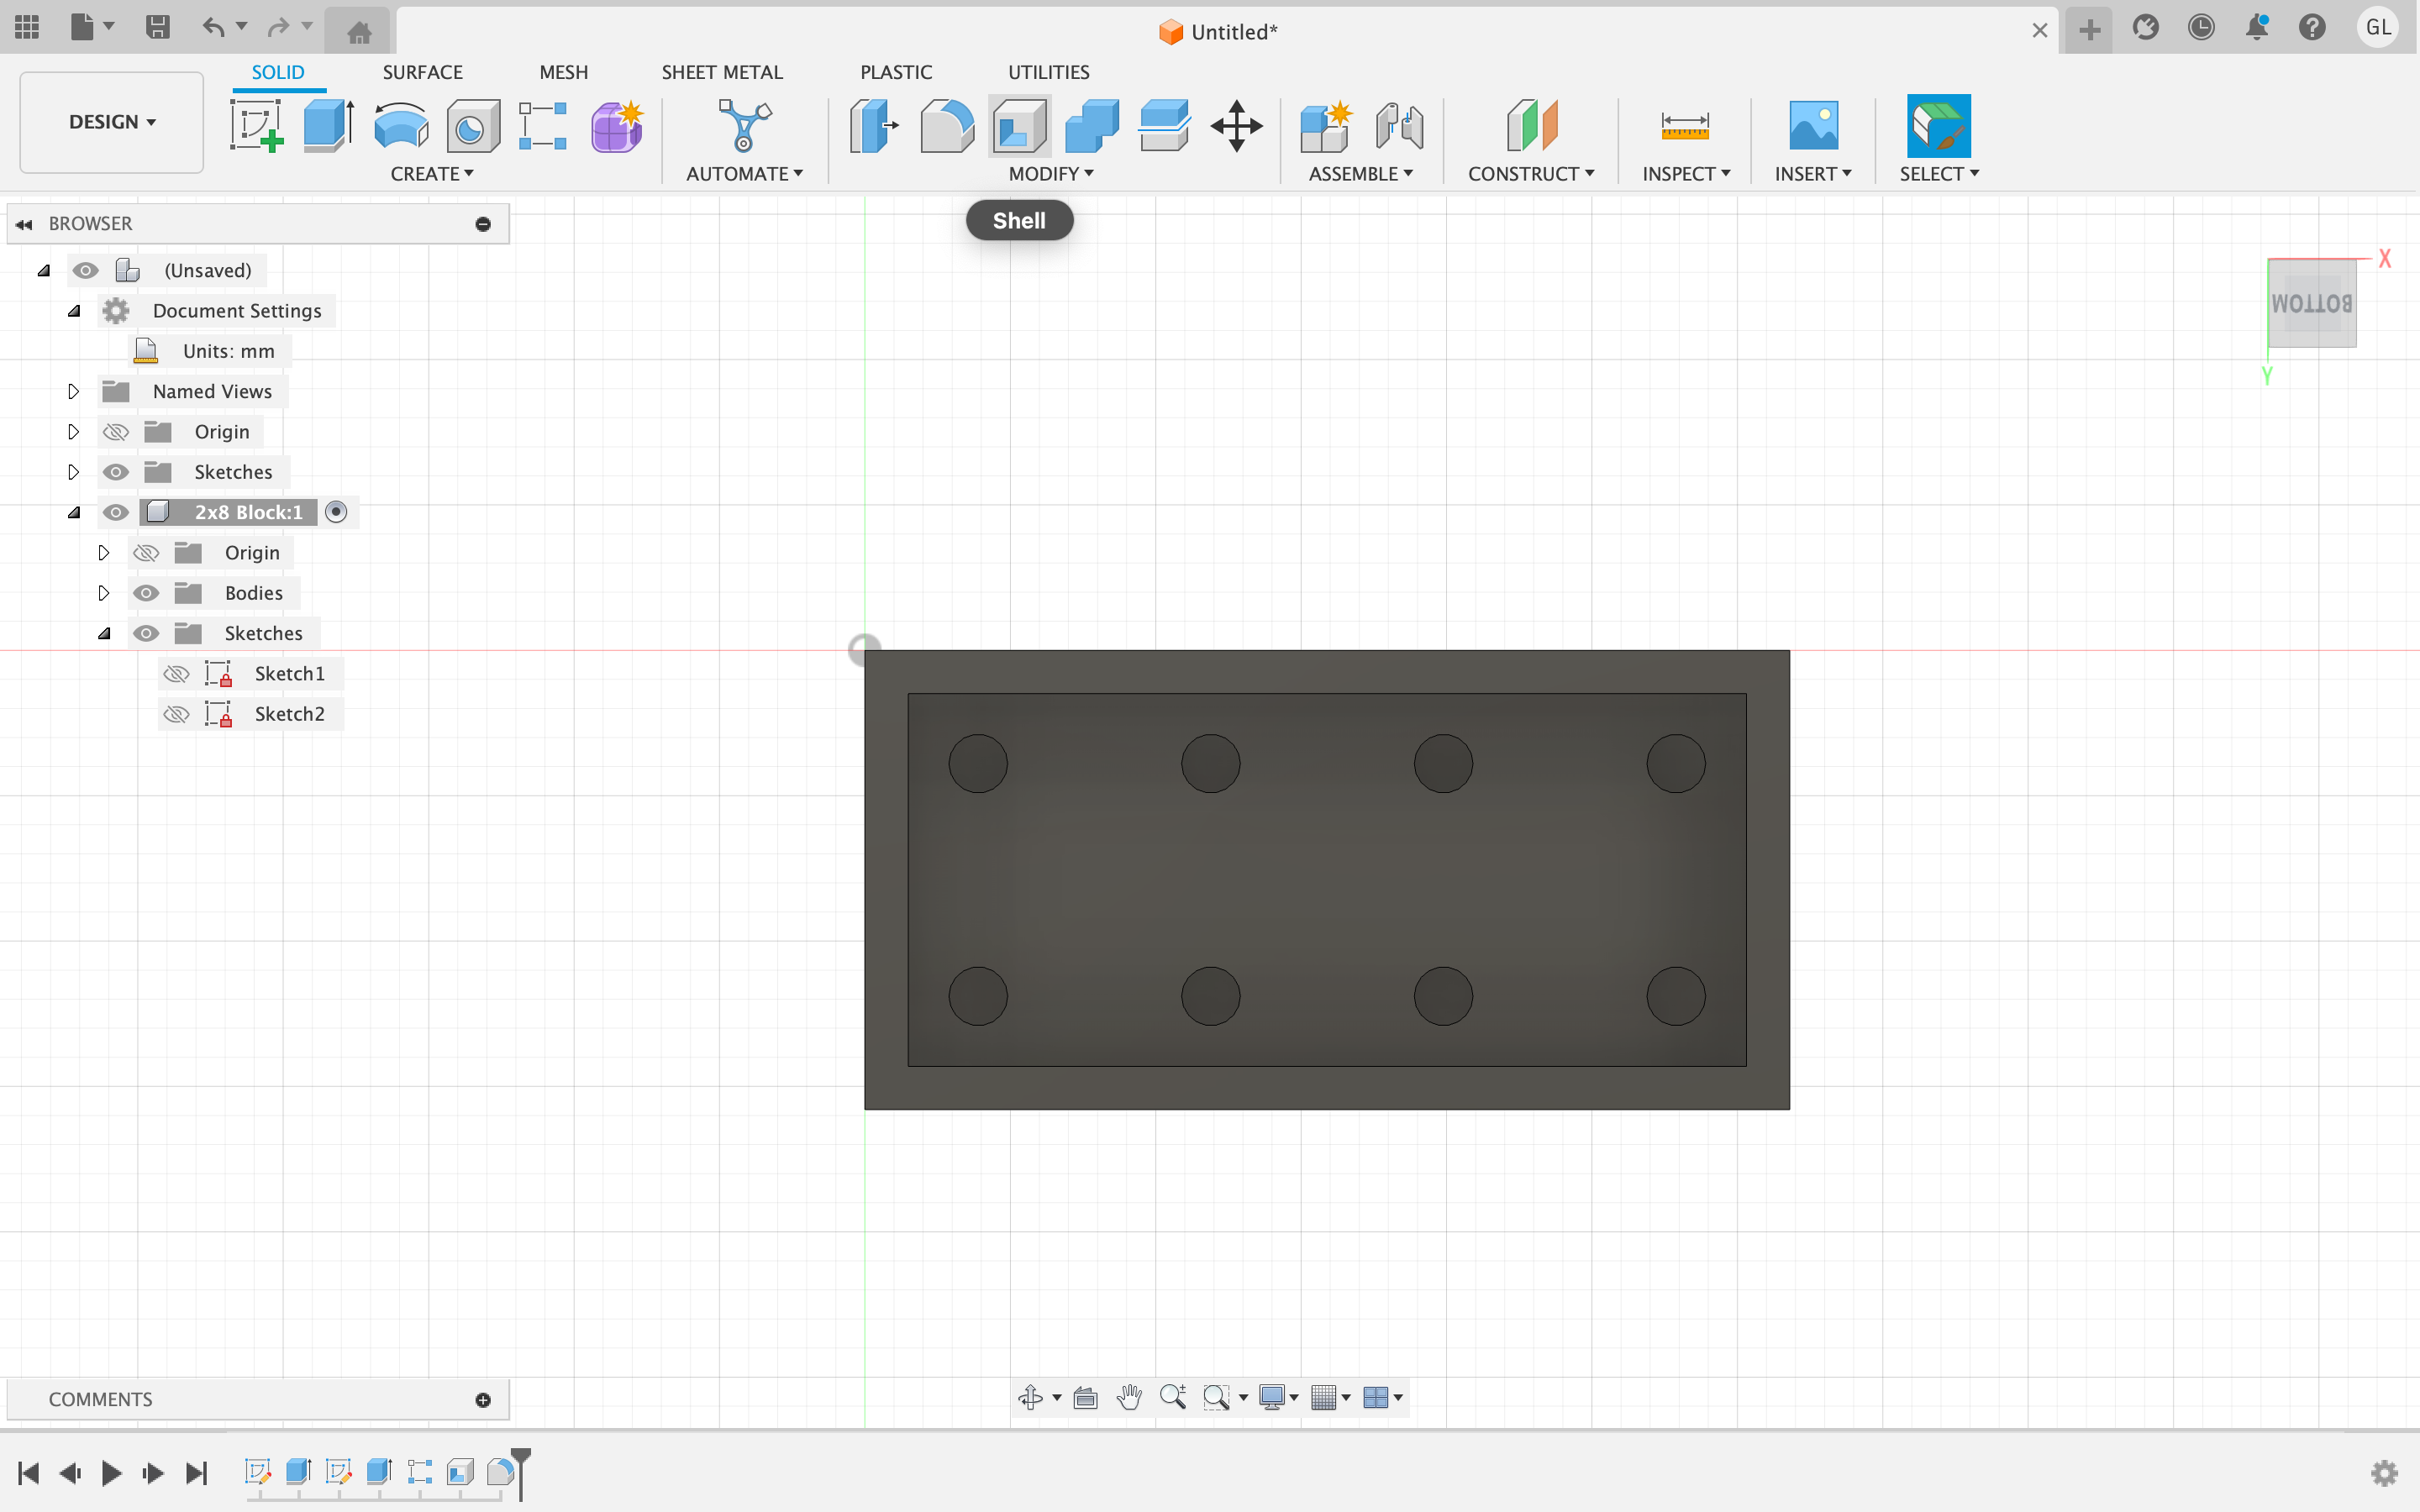 Untitled*
GL
DESIGN
SOLID
SURFACE
MESH
SHEET METAL
PLASTIC
UTILITIES
CREATE
AUTOMATE
MODIFY
ASSEMBLE
CONSTRUCT
INSPECT
INSERT
SELECT
Shell
BROWSER
(Unsaved)
Document Settings
Units: mm
Named Views
Origin
Sketches
2x8 Block:1
Origin
Bodies
Sketches
Sketch1
Sketch2
X
BOTTOM
Y
COMMENTS